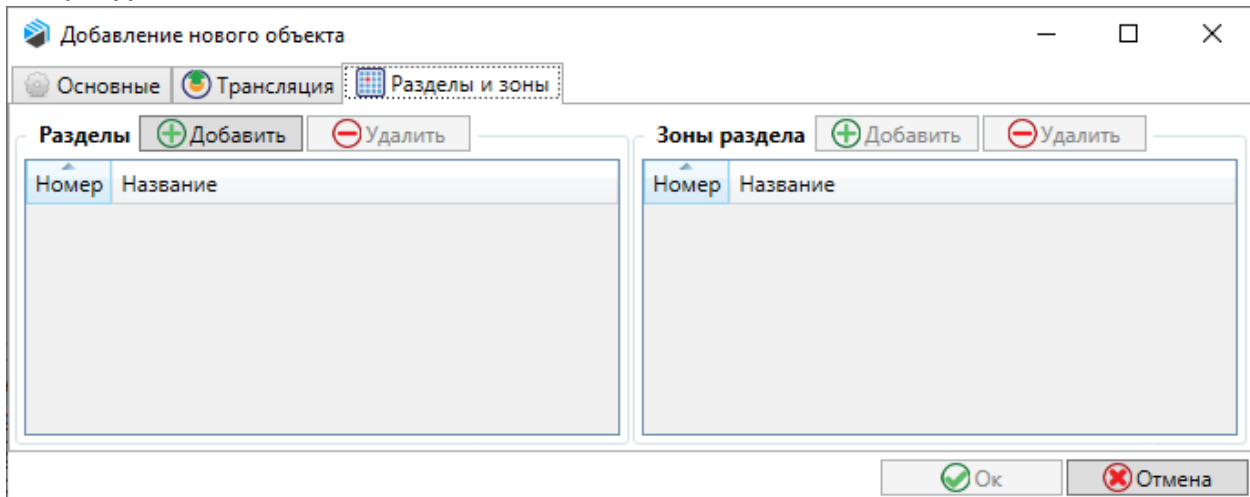 Добавление нового объекта
Основные Трансляция Разделы и зоны
Разделы Добавить Удалить Зоны раздела Добавить Удалить
Номер Название Номер Название
Ок Отмена